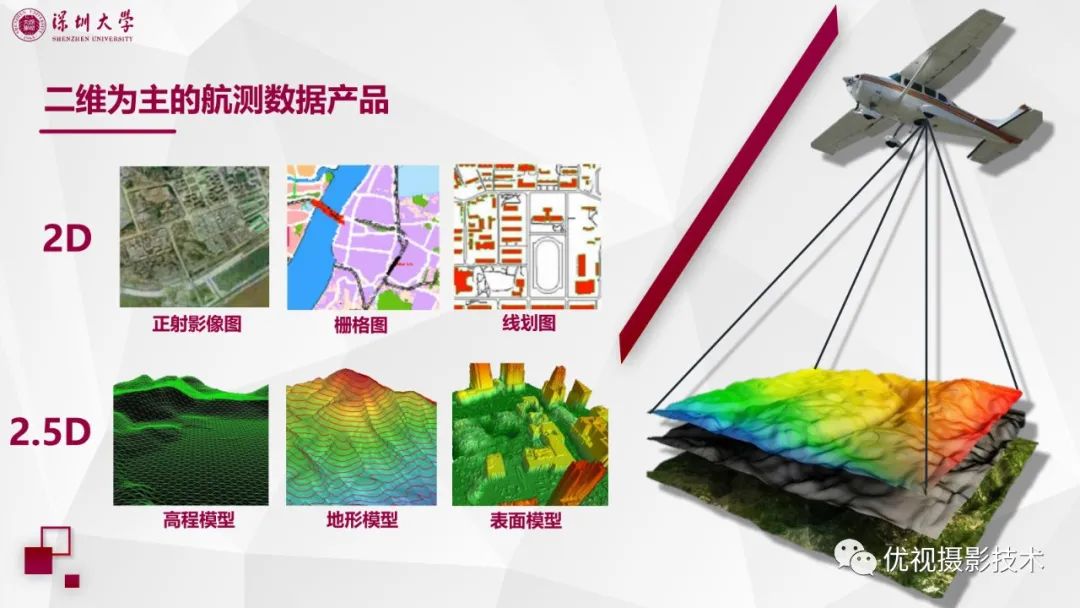 深圳大学
SHENZHEN UNIVERSITY
二维为主的航测数据产品
2D
正射影像图
栅格图
线划图
2.5D
高程模型
地形模型
表面模型
优视摄影技术